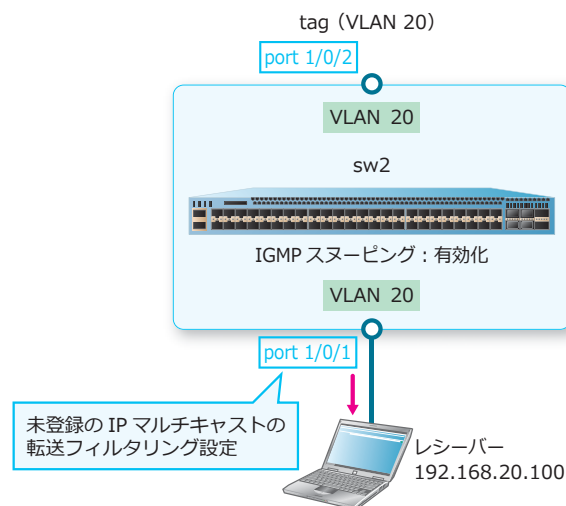 tag（VLAN 20）
port 1/0/2
VLAN 20
sw2
IGMP スヌーピング：有効化
VLAN 20
port 1/0/1
未登録の IP マルチキャストの
転送フィルタリング設定
レシーバー
192.168.20.100